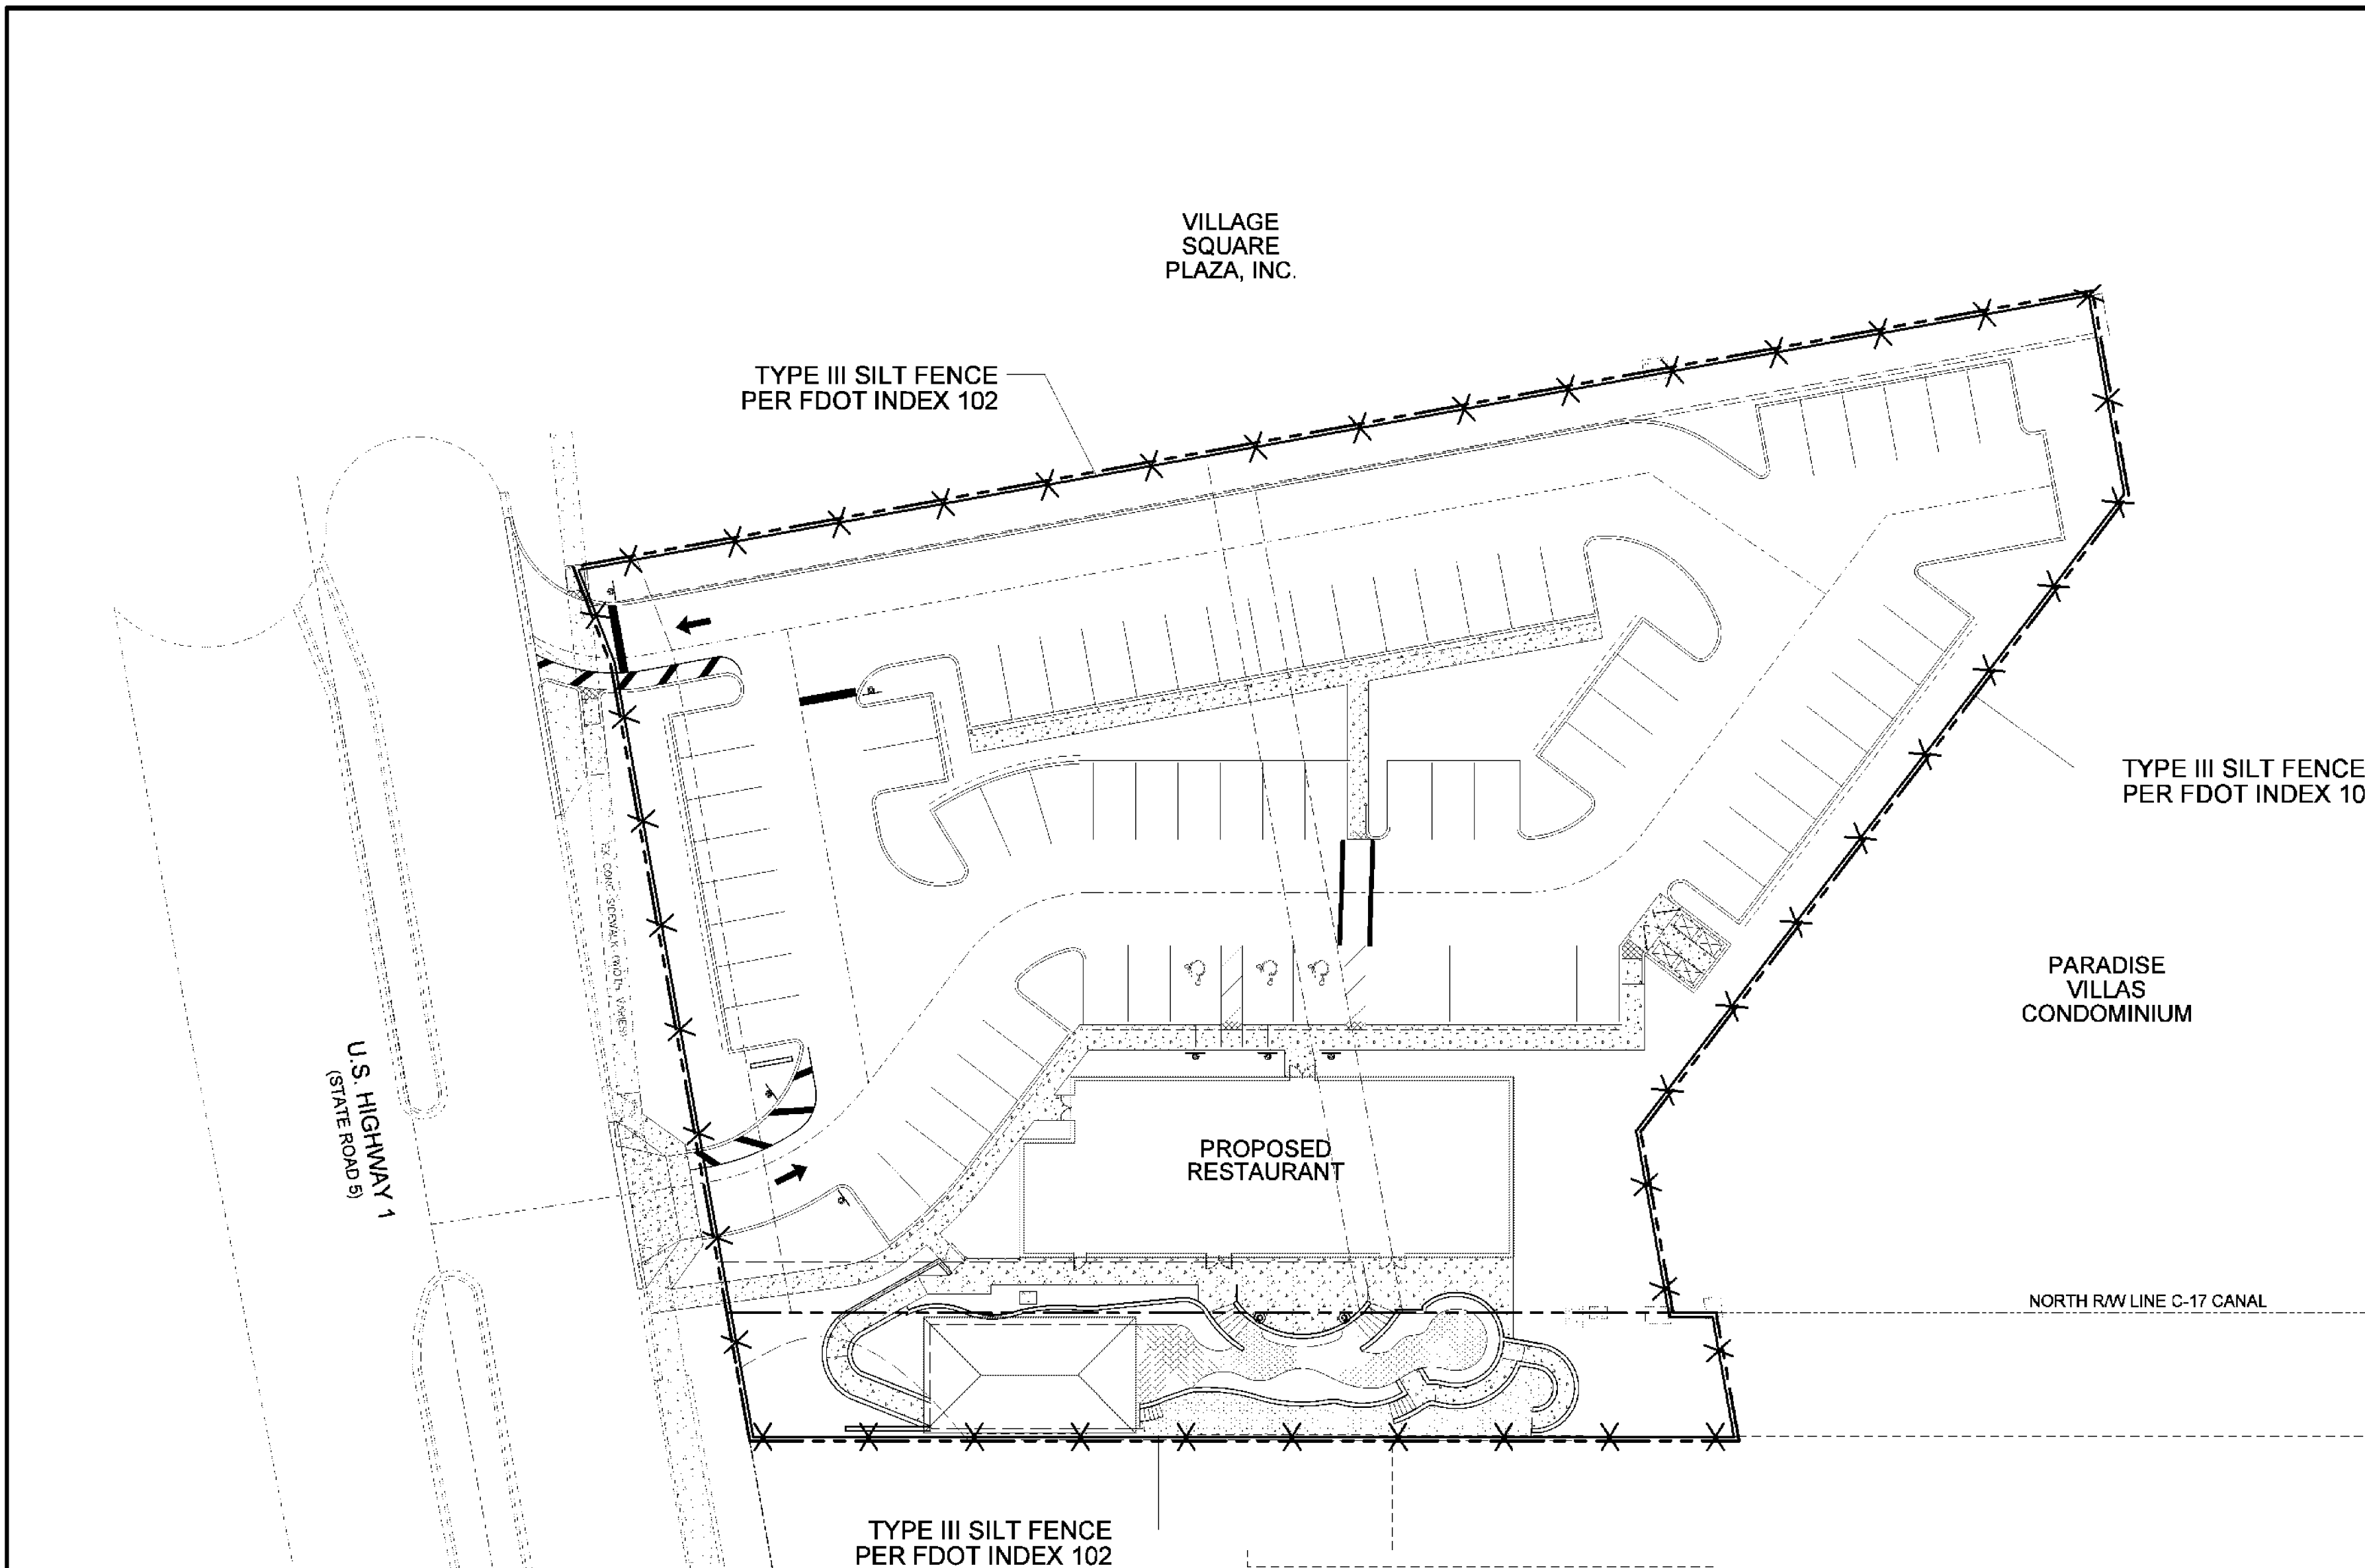 VILLAGE
SQUARE
PLAZA, INC.
TYPE III SILT FENCE
PER FDOT INDEX 102
TYPE III SILT FENCE
PER FDOT INDEX 10
PARADISE
VILLAS
CONDOMINIUM
U.S. HIGHWAY 1
(STATE ROAD 5)
PROPOSED
RESTAURANT
NORTH R/W LINE C-17 CANAL
TYPE III SILT FENCE
PER FDOT INDEX 102